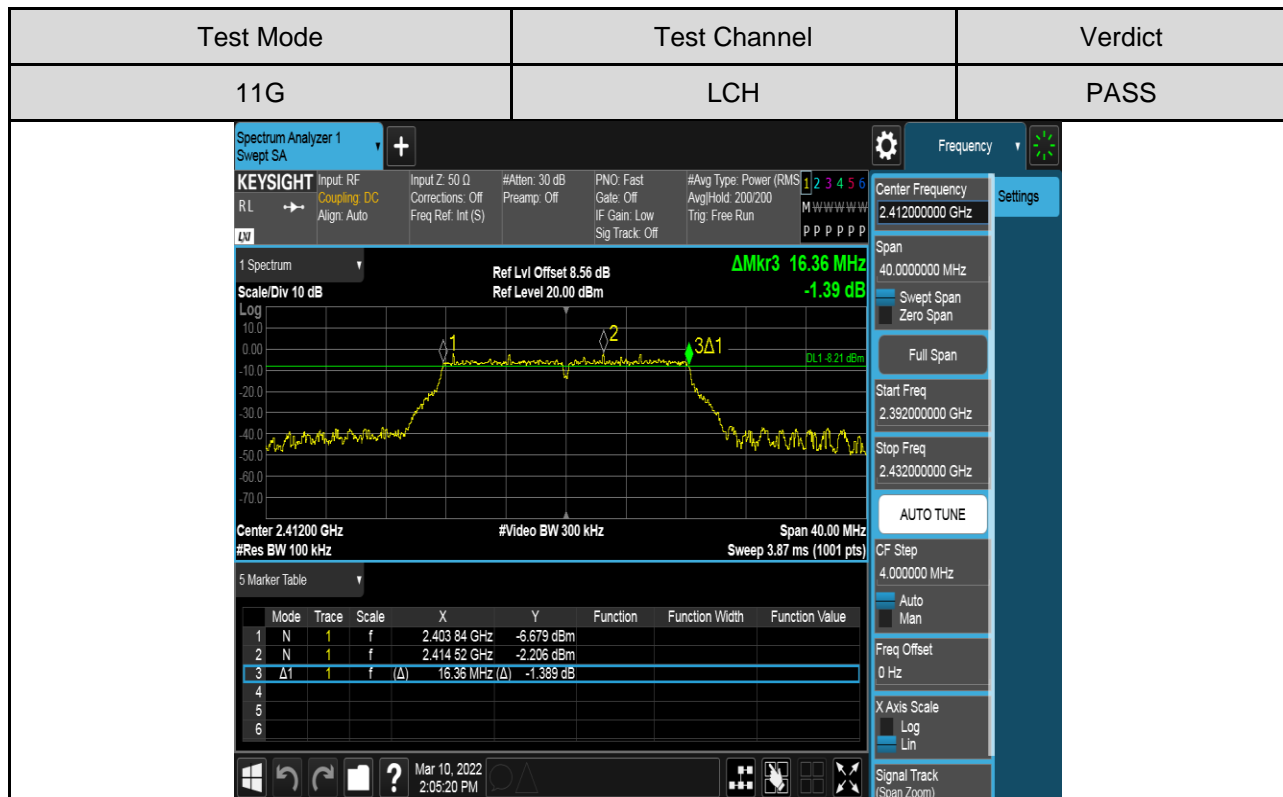 Test Mode Test Channel Verdict
11G LCH PASS
Spectrum Analyzer 1
Swept SA
+
Frequency
KEYSIGHT Input: RF Input Z: 50 Ω #Atten: 30 dB PNO: Fast #Avg Type: Power (RMS 1 2 3 4 5 6
RL Coupling: DC Corrections: Off Preamp: Off Gate: Off Avg|Hold: 200/200 M W W W W W
Align: Auto Freq Ref: Int (S) IF Gain: Low Trig: Free Run
LXI Sig Track: Off P P P P P P
1 Spectrum Ref Lvl Offset 8.56 dB ΔMkr3 16.36 MHz
Scale/Div 10 dB Ref Level 20.00 dBm -1.39 dB
Log
10.0
0.00
-10.0
-20.0
-30.0
-40.0
-50.0
-60.0
-70.0
1 2 3Δ1
DL1 -8.21 dBm
Center 2.41200 GHz #Video BW 300 kHz Span 40.00 MHz
#Res BW 100 kHz Sweep 3.87 ms (1001 pts)
5 Marker Table
Mode Trace Scale X Y Function Function Width Function Value
1 N 1 f 2.403 84 GHz -6.679 dBm
2 N 1 f 2.414 52 GHz -2.206 dBm
3 Δ1 1 f (Δ) 16.36 MHz (Δ) -1.389 dB
4
5
6
?
Mar 10, 2022
2:05:20 PM
Center Frequency
2.412000000 GHz
Settings
Span
40.0000000 MHz
Swept Span
Zero Span
Full Span
Start Freq
2.392000000 GHz
Stop Freq
2.432000000 GHz
AUTO TUNE
CF Step
4.000000 MHz
Auto
Man
Freq Offset
0 Hz
X Axis Scale
Log
Lin
Signal Track
(Span Zoom)